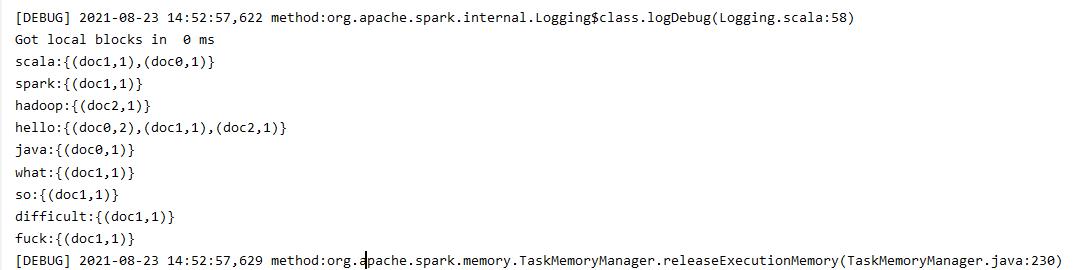 [DEBUG] 2021-08-23 14:52:57,622 method:org.apache.spark.internal.Logging$class.logDebug(Logging.scala:58)
Got local blocks in  0 ms
scala:{(doc1,1),(doc0,1)}
spark:{(doc1,1)}
hadoop:{(doc2,1)}
hello:{(doc0,2),(doc1,1),(doc2,1)}
java:{(doc0,1)}
what:{(doc1,1)}
so:{(doc1,1)}
difficult:{(doc1,1)}
fuck:{(doc1,1)}
[DEBUG] 2021-08-23 14:52:57,629 method:org.apache.spark.memory.TaskMemoryManager.releaseExecutionMemory(TaskMemoryManager.java:230)